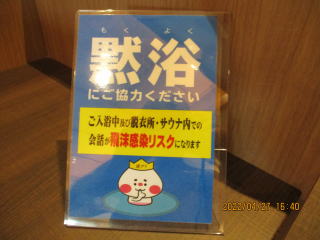 もくよく
黙浴
にご協力ください
ご入浴中及び脱衣所・サウナ内での
会話が飛沫感染リスクになります
2022/04/27 16:40